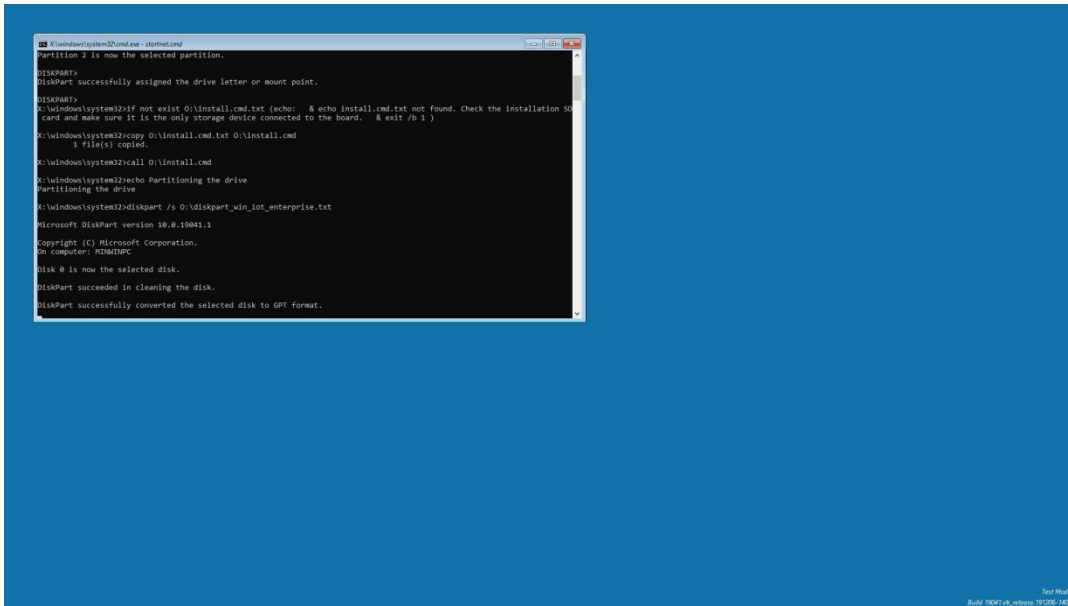 X:\windows\system32\cmd.exe - startnet.cmd
Partition 2 is now the selected partition.
DISKPART>
DiskPart successfully assigned the drive letter or mount point.
DISKPART>
X:\windows\system32>if not exist O:\install.cmd.txt (echo:   & echo install.cmd.txt not found. Check the installation SD
card and make sure it is the only storage device connected to the board.   & exit /b 1 )
X:\windows\system32>copy O:\install.cmd.txt O:\install.cmd
1 file(s) copied.
X:\windows\system32>call O:\install.cmd
X:\windows\system32>echo Partitioning the drive
Partitioning the drive
X:\windows\system32>diskpart /s O:\diskpart_win_iot_enterprise.txt
Microsoft DiskPart version 10.0.19041.1
Copyright (C) Microsoft Corporation.
On computer: MINWINPC
Disk 0 is now the selected disk.
DiskPart succeeded in cleaning the disk.
DiskPart successfully converted the selected disk to GPT format.
Test Mod
Build 19041.vb_release.191206-140